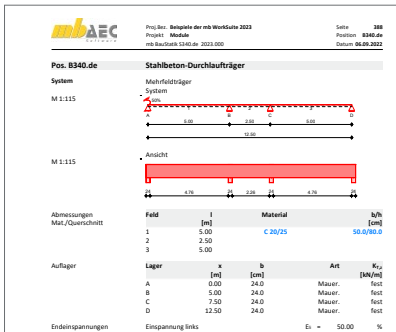 mbAEC
Software
Proj.Bez. Beispiele der mb WorkSuite 2023
Projekt Module
mb BauStatik S340.de 2023.000
Seite 388
Position B340.de
Datum 06.09.2022
Pos. B340.de Stahlbeton-Durchlaufträger
System Mehrfeldträger
System
M 1:115
50%
1 2 3
A B C D
5.00 2.50 5.00
12.50
Ansicht
M 1:115
24 4.76 24 2.26 24 4.76 24
Abmessungen
Mat./Querschnitt
Feld l Material b/h
[m] [cm]
1 5.00 C 20/25 50.0/80.0
2 2.50
3 5.00
Auflager Lager x b Art KT,z
[m] [cm] [kN/m]
A 0.00 24.0 Mauer. fest
B 5.00 24.0 Mauer. fest
C 7.50 24.0 Mauer. fest
D 12.50 24.0 Mauer. fest
Endeinspannungen Einspannung links = 50.00 %